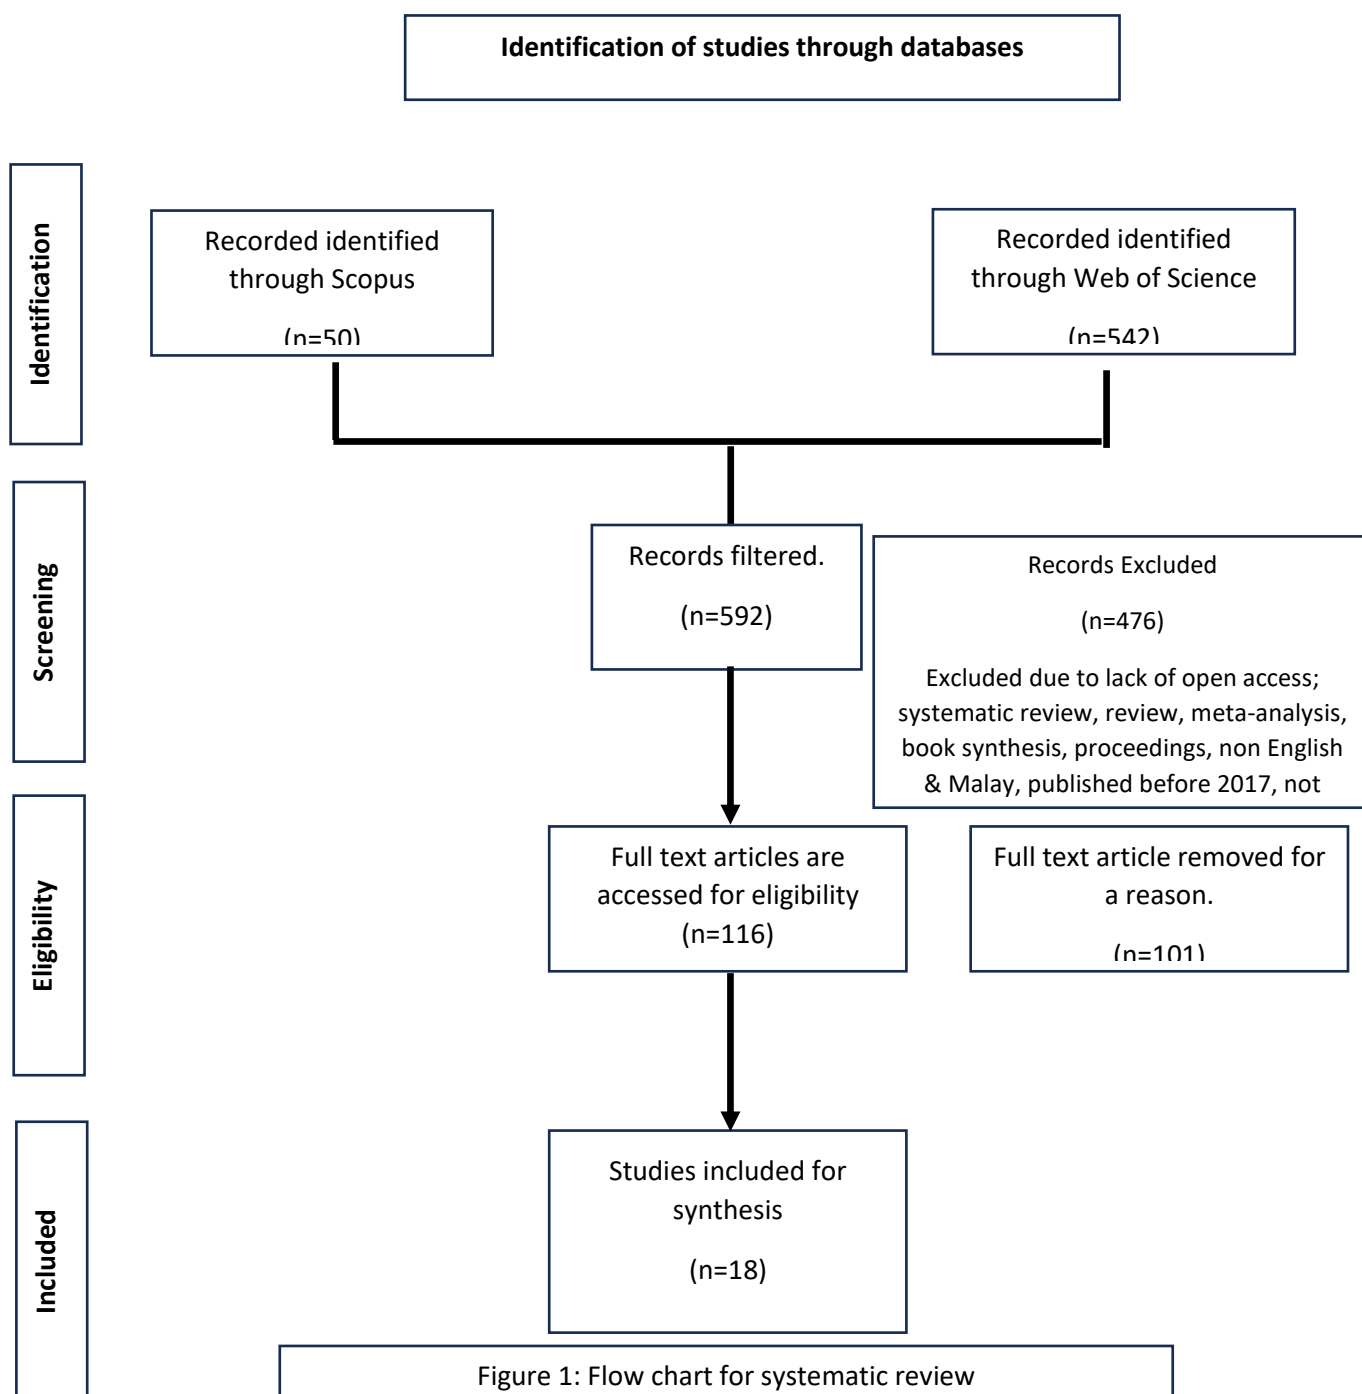 Identification of studies through databases
Identification
Recorded identified
through Scopus
(n=50)
Recorded identified
through Web of Science
(n=542)
Screening
Records filtered.
(n=592)
Records Excluded
(n=476)
Excluded due to lack of open access;
systematic review, review, meta-analysis,
book synthesis, proceedings, non English
& Malay, published before 2017, not
Eligibility
Full text articles are
accessed for eligibility
(n=116)
Full text article removed for
a reason.
(n=101)
Included
Studies included for
synthesis
(n=18)
Figure 1: Flow chart for systematic review